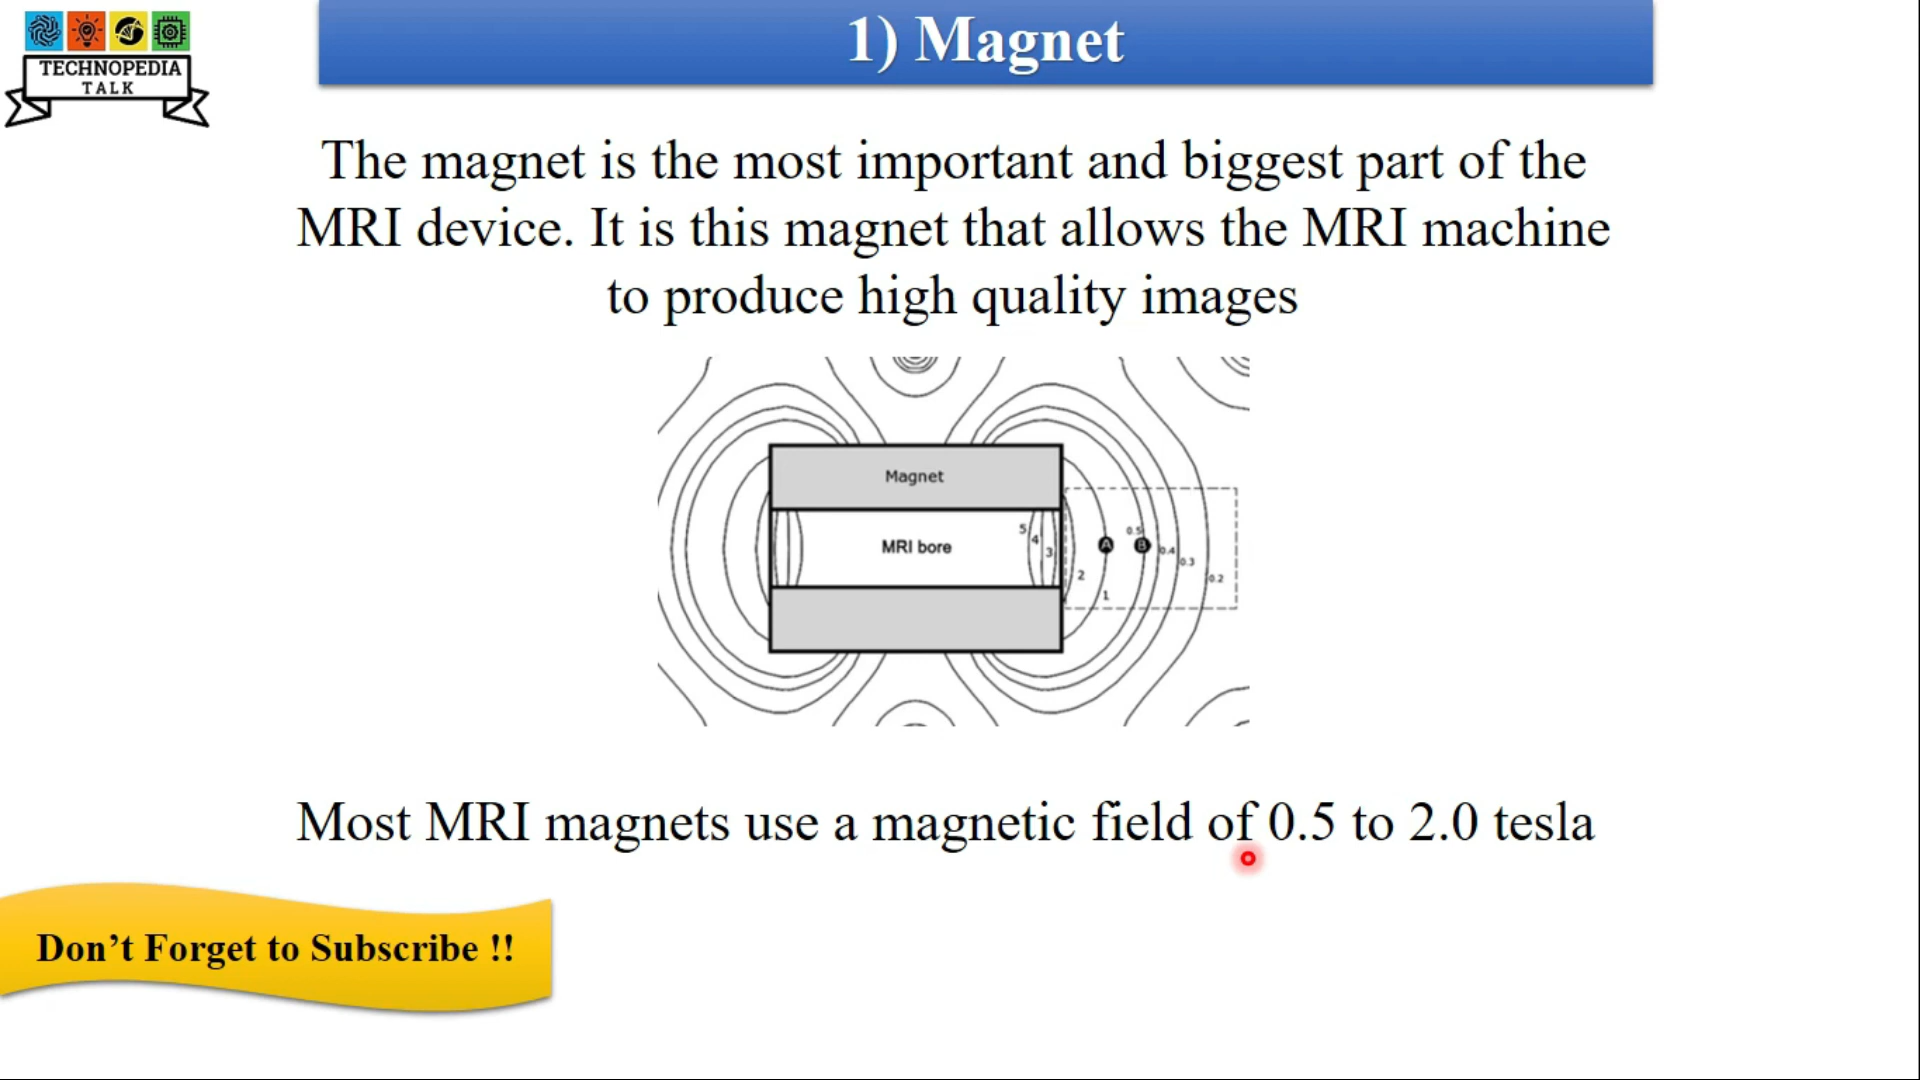 TECHNOPEDIA
TALK
1) Magnet
The magnet is the most important and biggest part of the
MRI device. It is this magnet that allows the MRI machine
to produce high quality images
Magnet
MRI bore
5
4
3
2
1
A
0.5
B
0.4
0.3
0.2
Most MRI magnets use a magnetic field of 0.5 to 2.0 tesla
Don’t Forget to Subscribe !!